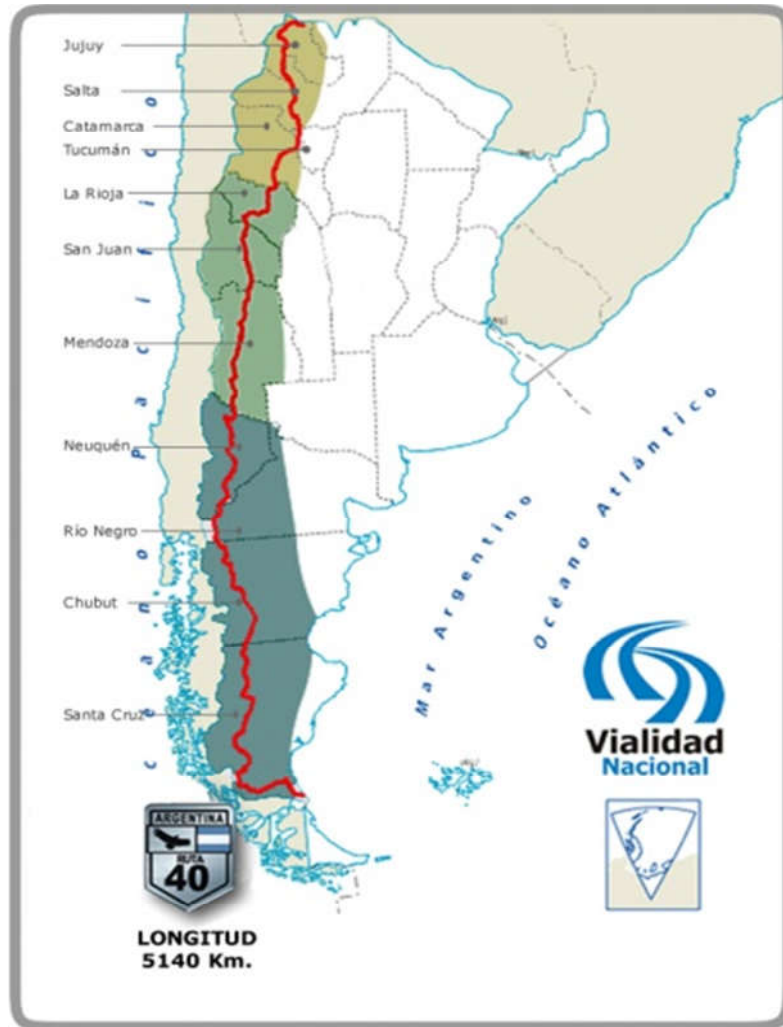 Jujuy
Salta
Catamarca
Tucumán
La Rioja
San Juan
Mendoza
Neuquén
Río Negro
Chubut
Santa Cruz
ceano Pacífico
Mar Argentino
Océano Atlántico
Vialidad
Nacional
ARGENTINA
RUTA
40
LONGITUD
5140 Km.